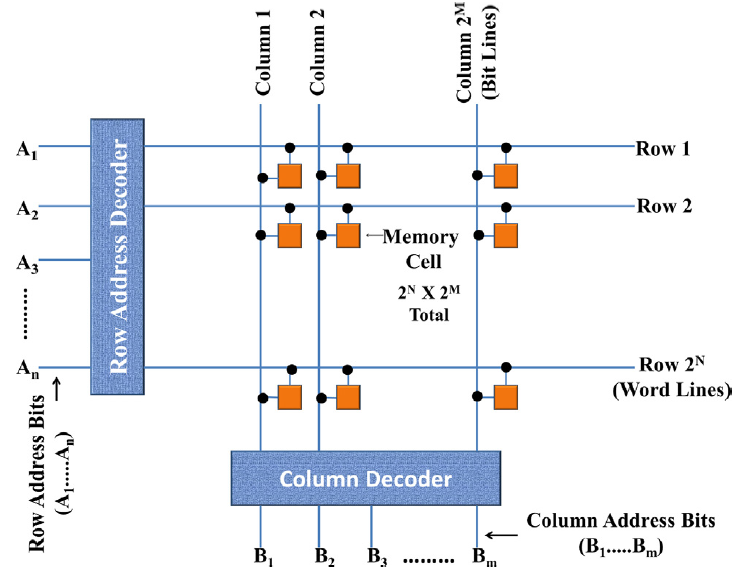 Column 1
Column 2
Column 2^M
(Bit Lines)
Row Address Decoder
A₁
Row 1
A₂
Row 2
A₃
Memory
Cell
2^N X 2^M
Total
.........
Aₙ
Row 2^N
(Word Lines)
Row Address Bits
(A₁.....Aₙ)
Column Decoder
Column Address Bits
(B₁.....Bₘ)
B₁ B₂ B₃ ......... Bₘ